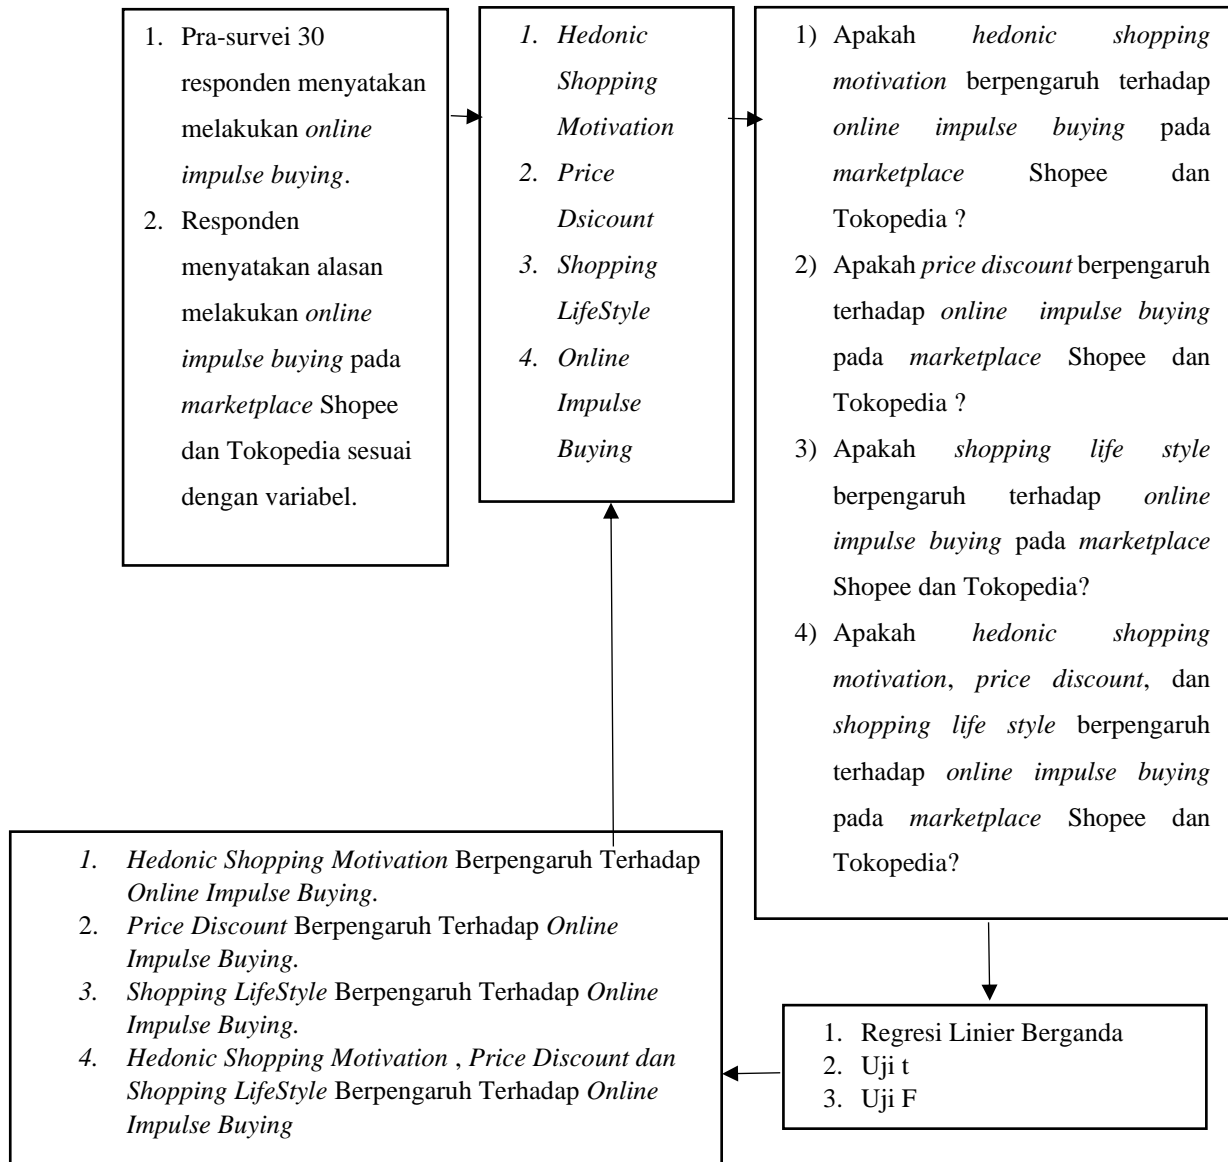 1. Pra-survei 30
responden menyatakan
melakukan online
impulse buying.
2. Responden
menyatakan alasan
melakukan online
impulse buying pada
marketplace Shopee
dan Tokopedia sesuai
dengan variabel.
1. Hedonic
Shopping
Motivation
2. Price
Dsicount
3. Shopping
LifeStyle
4. Online
Impulse
Buying
1) Apakah hedonic shopping
motivation berpengaruh terhadap
online impulse buying pada
marketplace Shopee dan
Tokopedia ?
2) Apakah price discount berpengaruh
terhadap online impulse buying
pada marketplace Shopee dan
Tokopedia ?
3) Apakah shopping life style
berpengaruh terhadap online
impulse buying pada marketplace
Shopee dan Tokopedia?
4) Apakah hedonic shopping
motivation, price discount, dan
shopping life style berpengaruh
terhadap online impulse buying
pada marketplace Shopee dan
Tokopedia?
1. Regresi Linier Berganda
2. Uji t
3. Uji F
1. Hedonic Shopping Motivation Berpengaruh Terhadap
Online Impulse Buying.
2. Price Discount Berpengaruh Terhadap Online
Impulse Buying.
3. Shopping LifeStyle Berpengaruh Terhadap Online
Impulse Buying.
4. Hedonic Shopping Motivation , Price Discount dan
Shopping LifeStyle Berpengaruh Terhadap Online
Impulse Buying